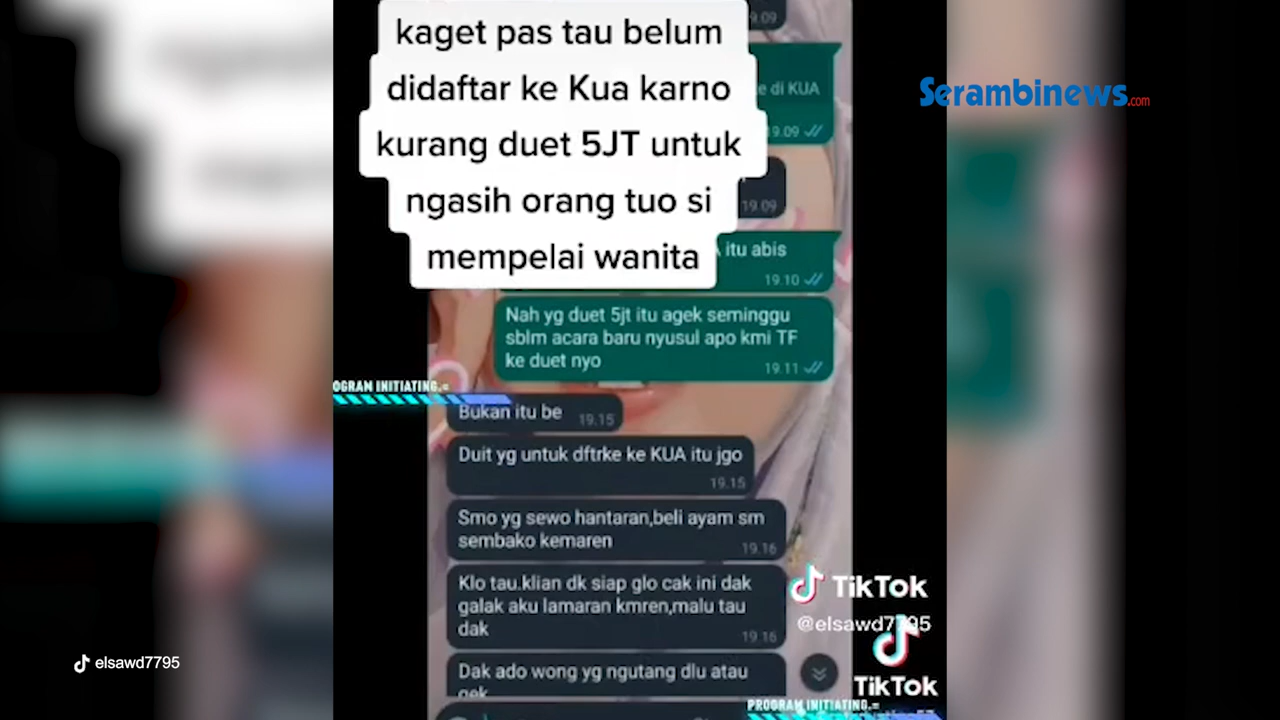 kaget pas tau belum
didaftar ke Kua karno
kurang duet 5JT untuk
ngasih orang tuo si
mempelai wanita
9.09
e di KUA
19.09
19.09
itu abis
19.10
Nah yg duet 5jt itu agek seminggu
sblm acara baru nyusul apo kmi TF
ke duet nyo
19.11
OGRAM INITIATING.=
Bukan itu be
19.15
Duit yg untuk dftrke ke KUA itu jgo
19.15
Smo yg sewo hantaran,beli ayam sm
sembako kemaren
19.16
Klo tau.klian dk siap glo cak ini dak
galak aku lamaran kmren,malu tau
dak
19.16
Dak ado wong yg ngutang dlu atau
Serambinews.com
TikTok
@elsawd7795
TikTok
elsawd7795
PROGRAM INITIATING.=